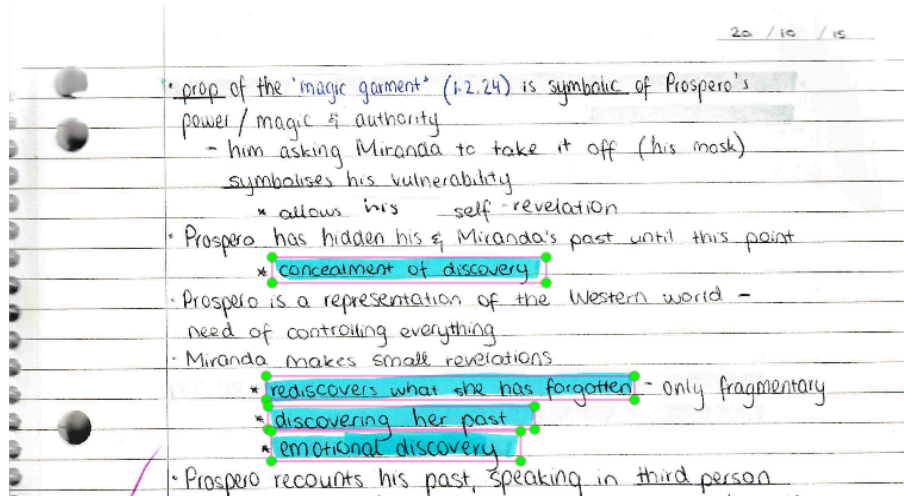 20 / 10 / 15
· prop of the "magic garment" (1.2.24) is symbolic of Prospero's
power / magic & authority
- him asking Miranda to take it off (his mask)
symbolises his vulnerability
* allows his self-revelation
· Prospero has hidden his & Miranda's past until this point
* concealment of discovery
· Prospero is a representation of the Western world -
need of controlling everything
· Miranda makes small revelations
* rediscovers what she has forgotten - only fragmentary
* discovering her past
* emotional discovery
· Prospero recounts his past, speaking in third person